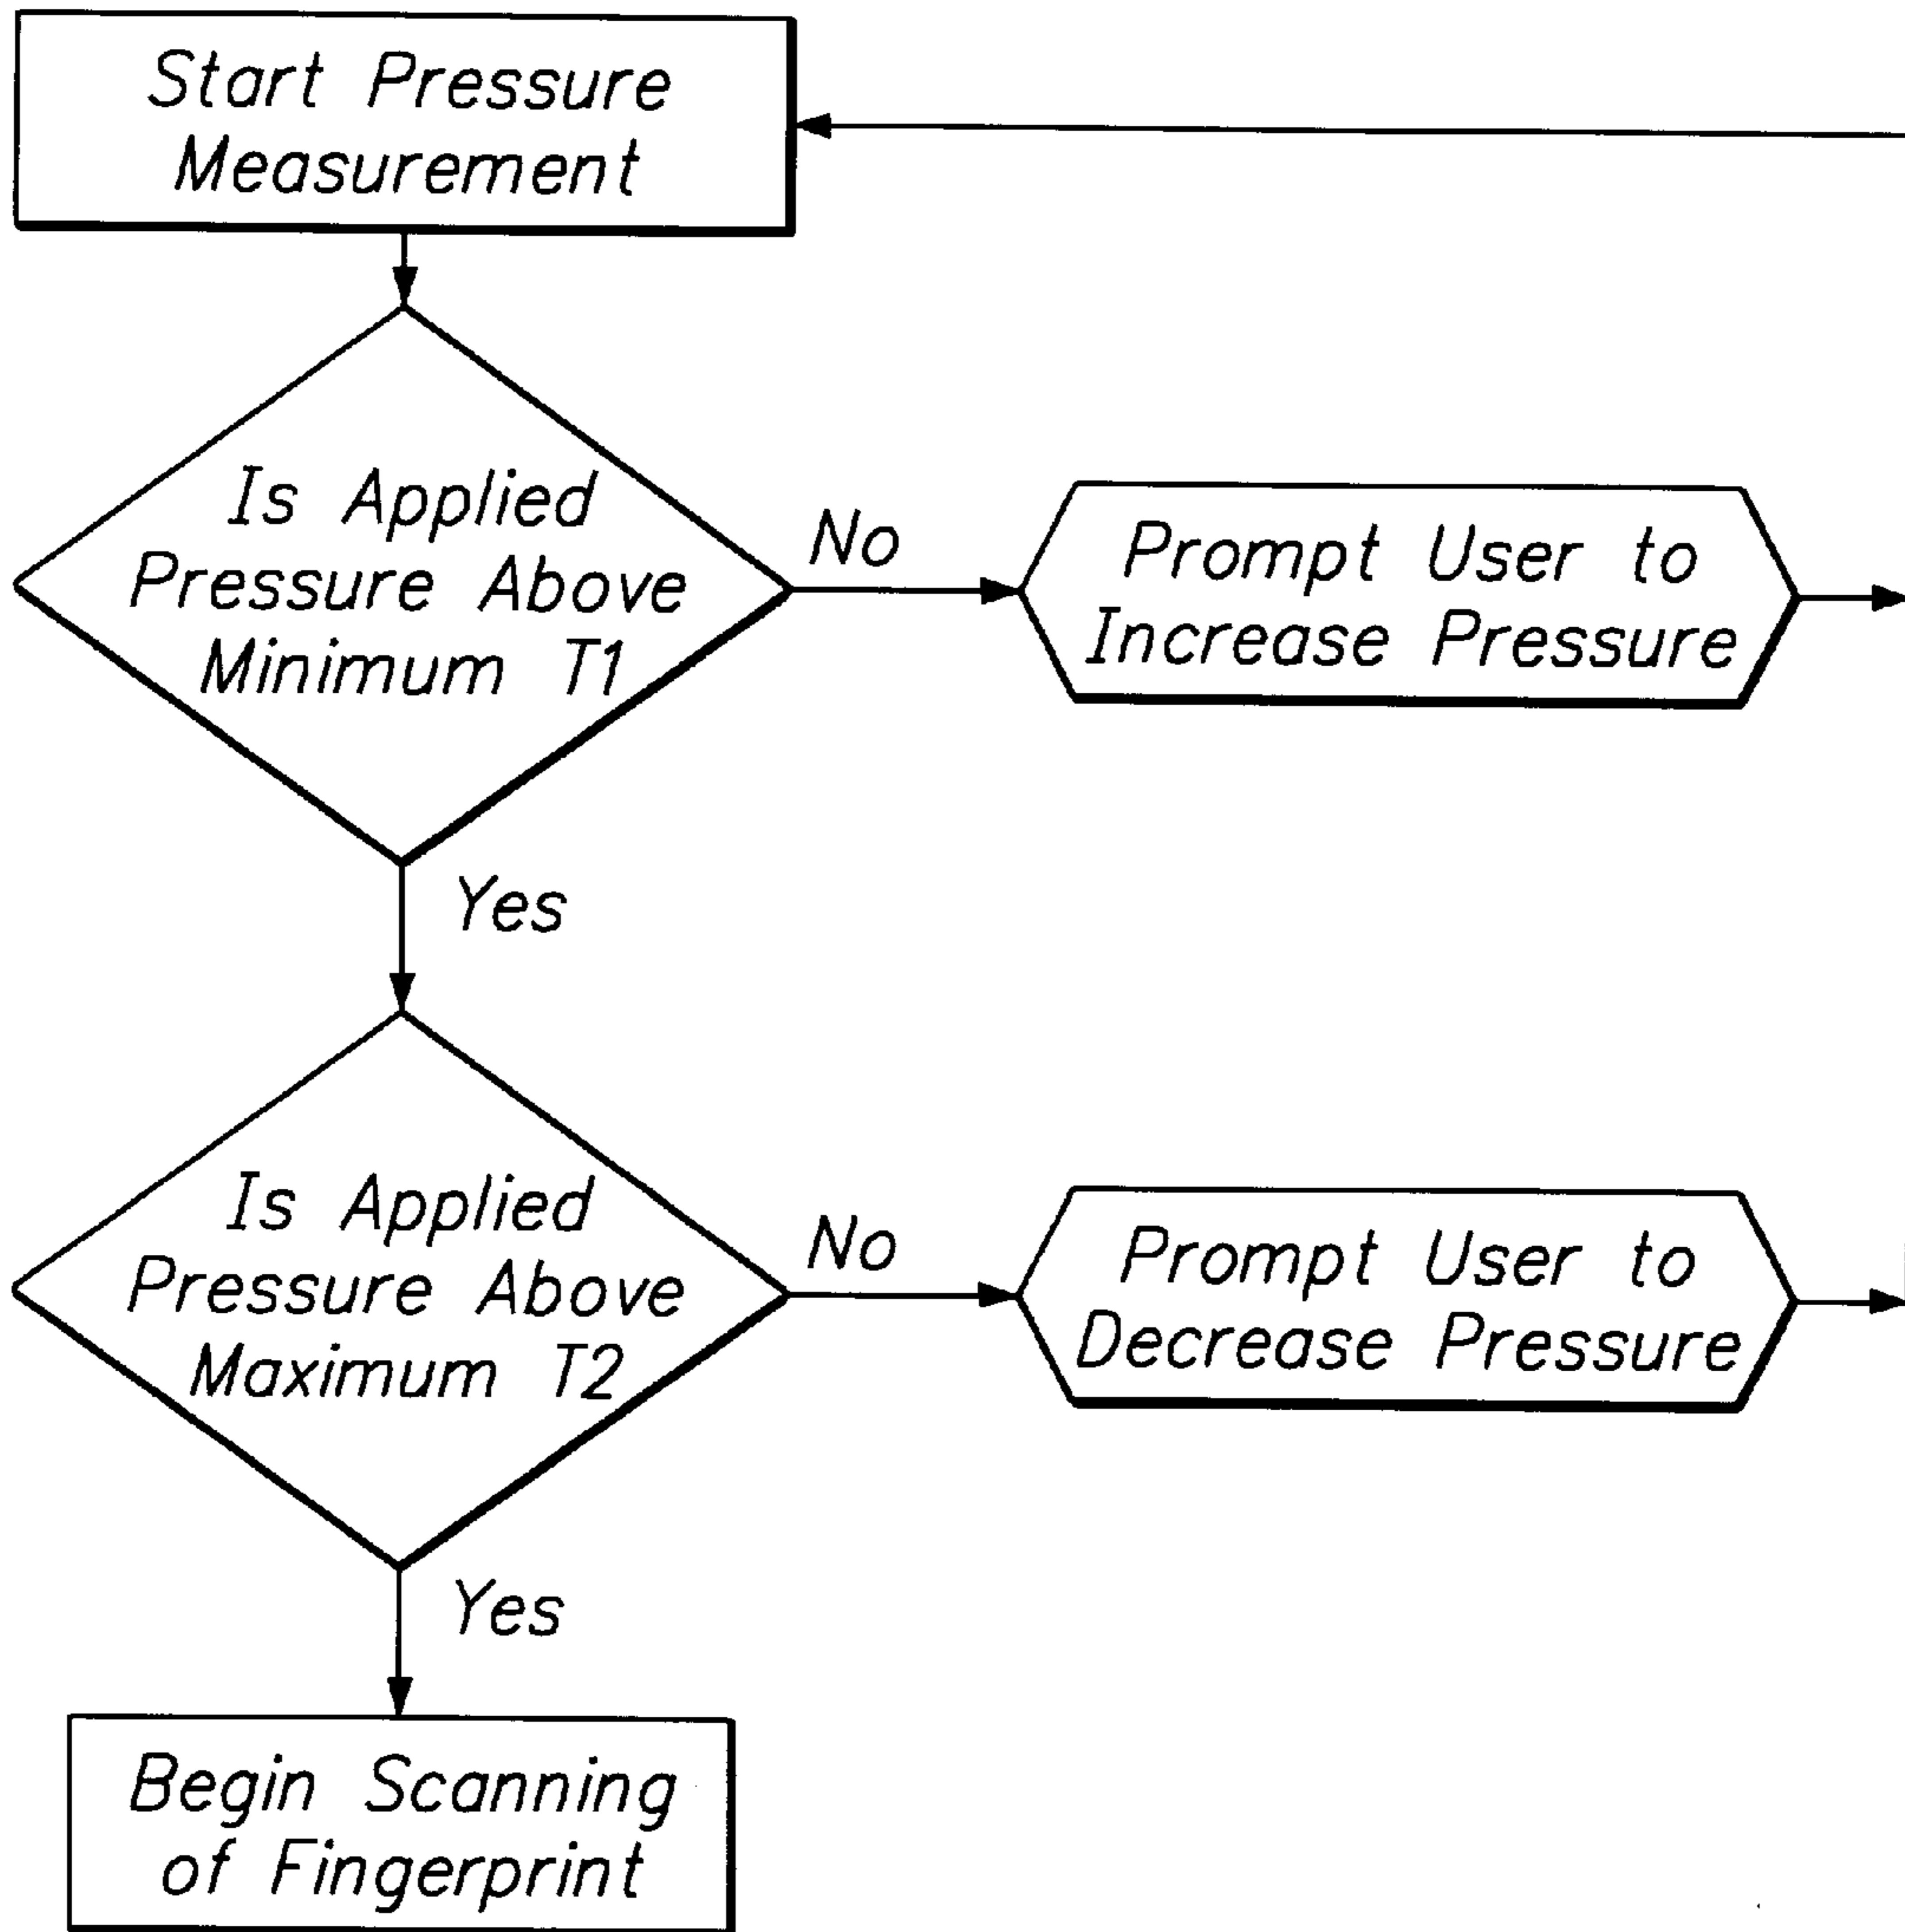 Start Pressure
Measurement
Is Applied
Pressure Above
Minimum T1
No
Prompt User to
Increase Pressure
Yes
Is Applied
Pressure Above
Maximum T2
No
Prompt User to
Decrease Pressure
Yes
Begin Scanning
of Fingerprint